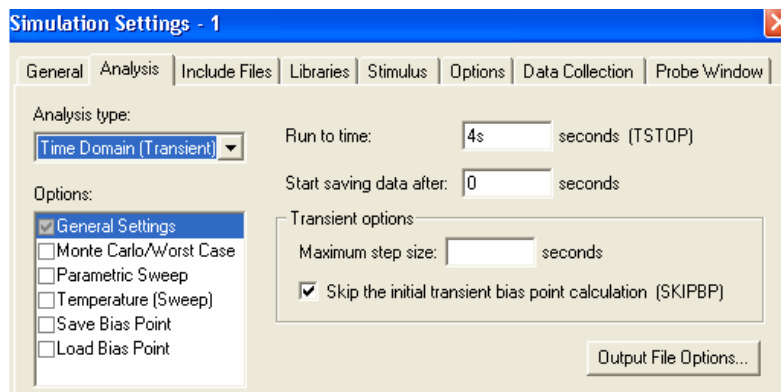 Simulation Settings - 1
General Analysis Include Files Libraries Stimulus Options Data Collection Probe Window
Analysis type:
Time Domain (Transient)
Options:
General Settings
Monte Carlo/Worst Case
Parametric Sweep
Temperature (Sweep)
Save Bias Point
Load Bias Point
Run to time: 4s seconds (TSTOP)
Start saving data after: 0 seconds
Transient options
Maximum step size: seconds
Skip the initial transient bias point calculation (SKIPBP)
Output File Options...